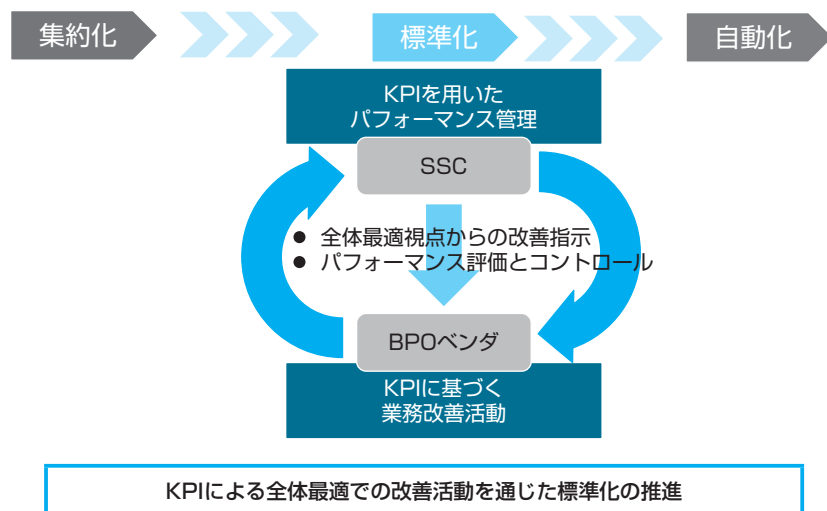 集約化
標準化
自動化
KPIを用いた
パフォーマンス管理
SSC
● 全体最適視点からの改善指示
● パフォーマンス評価とコントロール
BPOベンダ
KPIに基づく
業務改善活動
KPIによる全体最適での改善活動を通じた標準化の推進